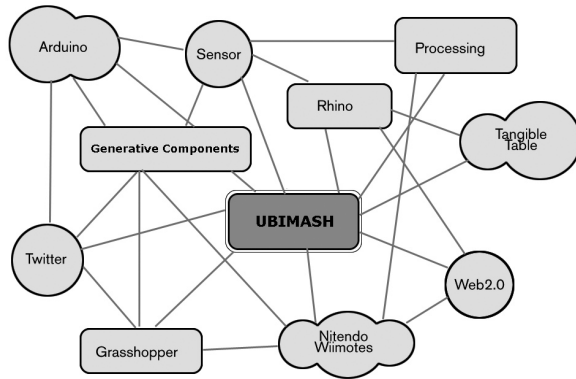 Arduino
Sensor
Processing
Rhino
Tangible
Table
Generative Components
UBIMASH
Twitter
Web2.0
Nitendo
Wiimotes
Grasshopper